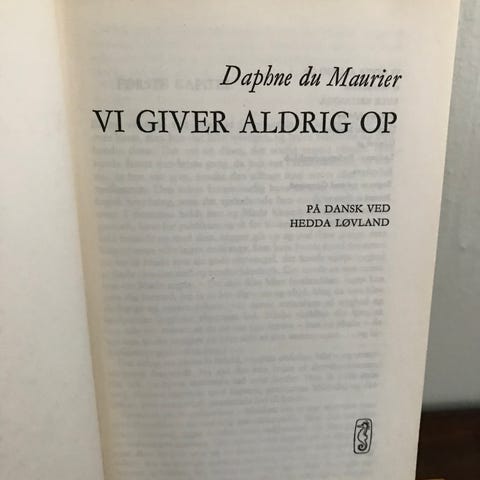 Daphne du Maurier
VI GIVER ALDRIG OP
PÅ DANSK VED
HEDDA LØVLAND